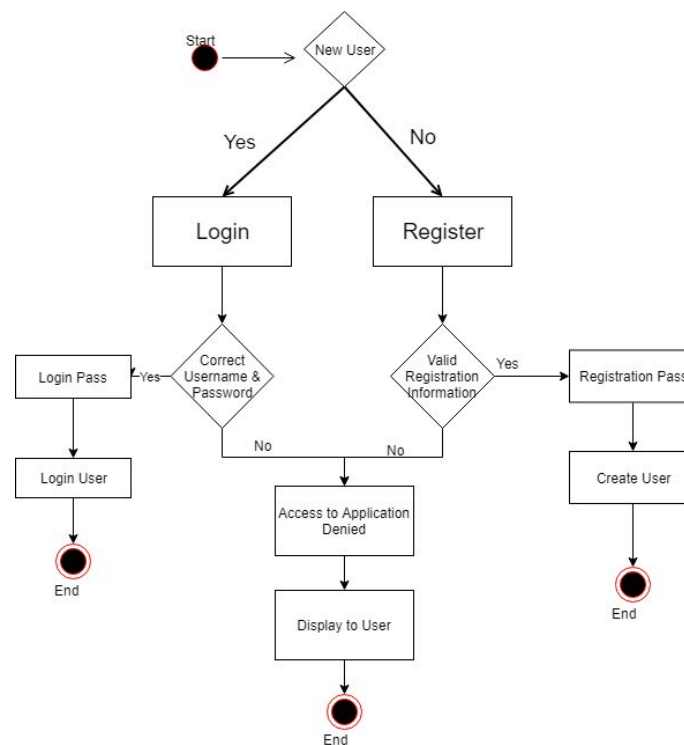 Start
New User
Yes
No
Login
Register
Correct
Username &
Password
Valid
Registration
Information
Yes
Login Pass
Yes
Registration Pass
No
No
Login User
Create User
Access to Application
Denied
End
End
Display to User
End